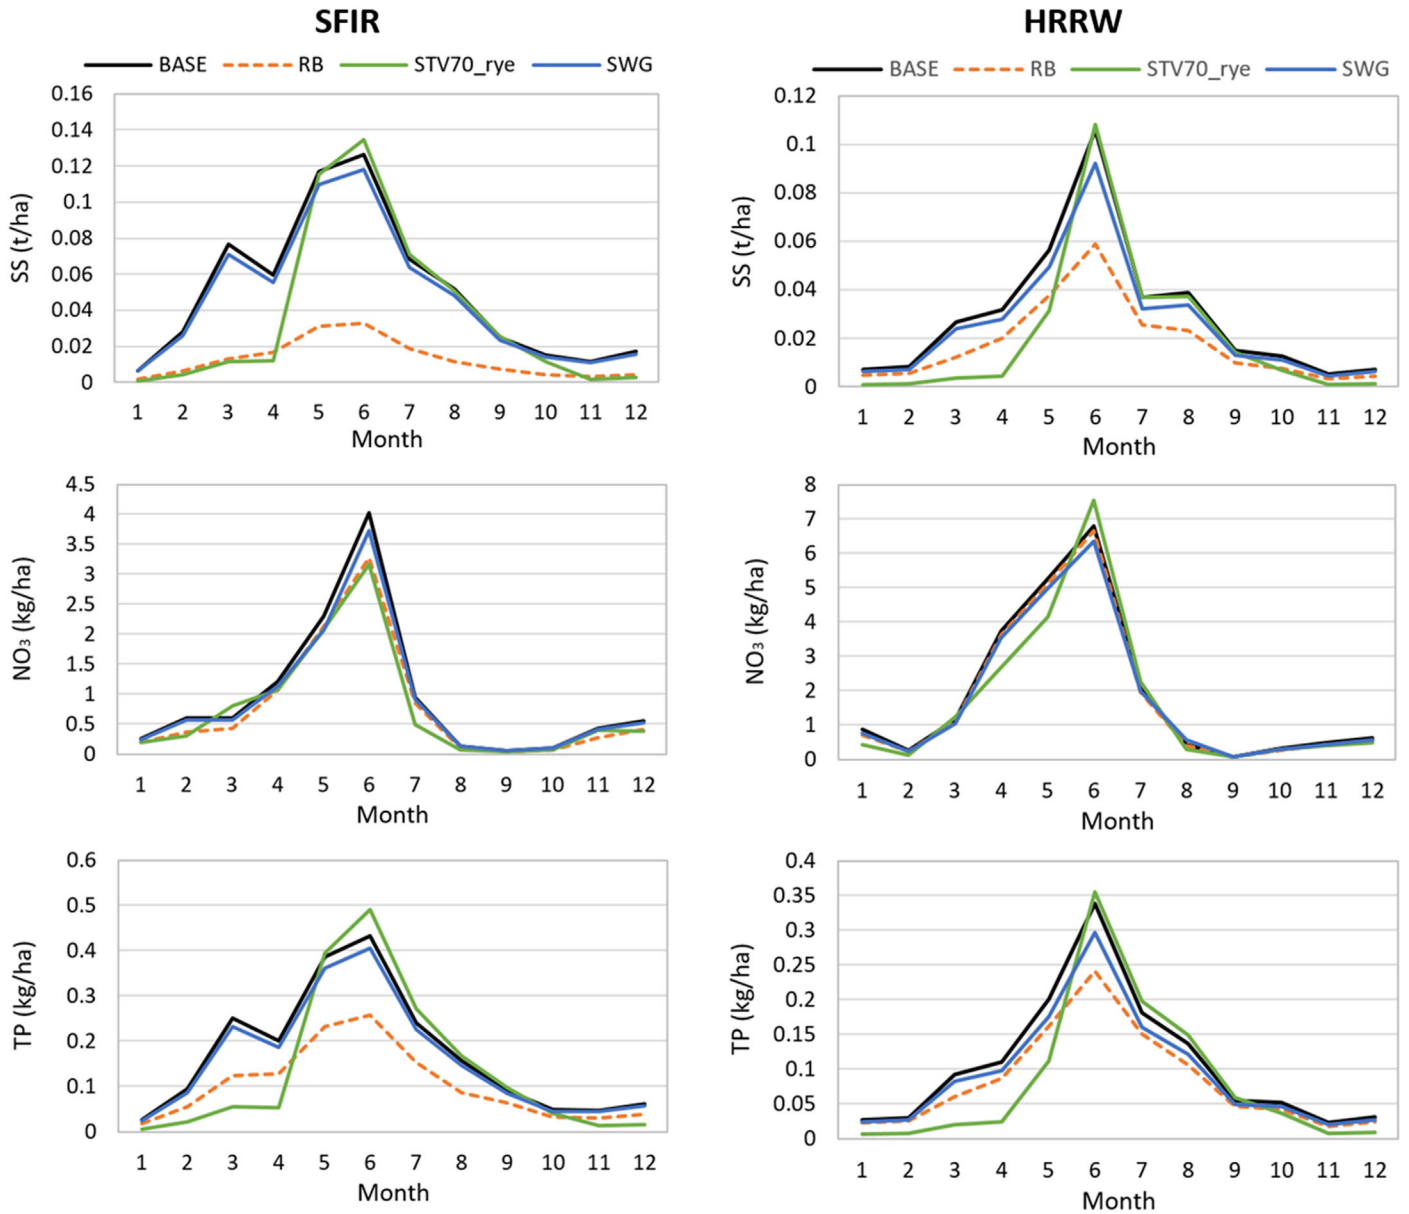 SFIR
BASE RB STV70_rye SWG
SS (t/ha)
0.16
0.14
0.12
0.1
0.08
0.06
0.04
0.02
0
1 2 3 4 5 6 7 8 9 10 11 12
Month
HRRW
BASE RB STV70_rye SWG
SS (t/ha)
0.12
0.1
0.08
0.06
0.04
0.02
0
1 2 3 4 5 6 7 8 9 10 11 12
Month
NO₃ (kg/ha)
4.5
4
3.5
3
2.5
2
1.5
1
0.5
0
1 2 3 4 5 6 7 8 9 10 11 12
Month
NO₃ (kg/ha)
8
7
6
5
4
3
2
1
0
1 2 3 4 5 6 7 8 9 10 11 12
Month
TP (kg/ha)
0.6
0.5
0.4
0.3
0.2
0.1
0
1 2 3 4 5 6 7 8 9 10 11 12
Month
TP (kg/ha)
0.4
0.35
0.3
0.25
0.2
0.15
0.1
0.05
0
1 2 3 4 5 6 7 8 9 10 11 12
Month